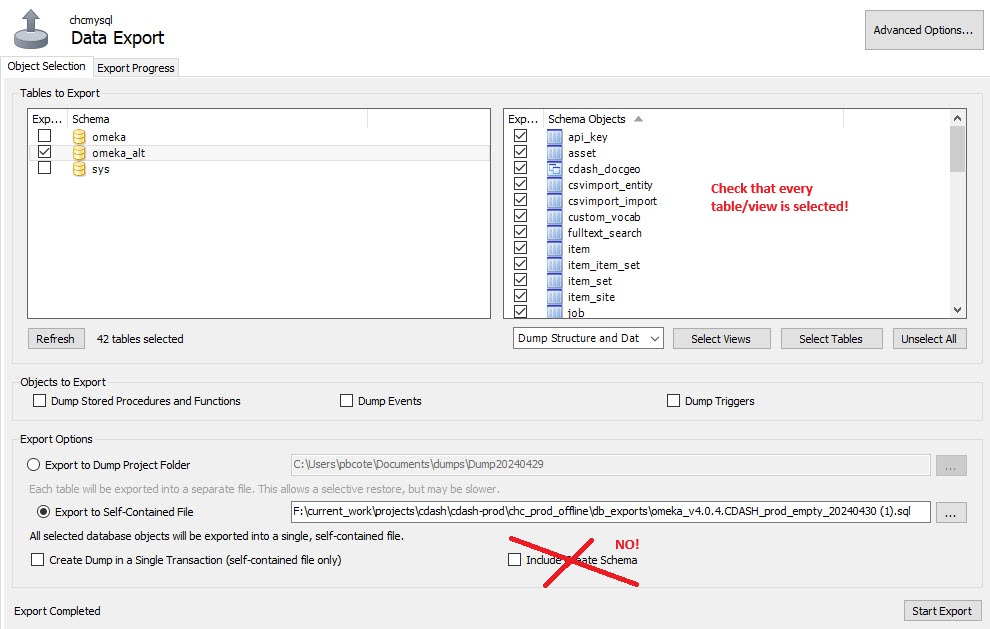 chcmysql
Data Export
Advanced Options...
Object Selection
Export Progress
Tables to Export
Exp... Schema
omeka
omeka_alt
sys
Exp... Schema Objects
api_key
asset
cdash_docgeo
csvimport_entity
csvimport_import
custom_vocab
fulltext_search
item
item_item_set
item_set
item_site
job
Check that every
table/view is selected!
Refresh
42 tables selected
Dump Structure and Dat
Select Views
Select Tables
Unselect All
Objects to Export
Dump Stored Procedures and Functions
Dump Events
Dump Triggers
Export Options
Export to Dump Project Folder
C:\Users\pbcote\Documents\dumps\Dump20240429
...
Each table will be exported into a separate file. This allows a selective restore, but may be slower.
Export to Self-Contained File
F:\current_work\projects\cdash\cdash-prod\chc_prod_offline\db_exports\omeka_v4.0.4.CDASH_prod_empty_20240430 (1).sql
...
All selected database objects will be exported into a single, self-contained file.
NO!
Create Dump in a Single Transaction (self-contained file only)
Include Create Schema
Export Completed
Start Export